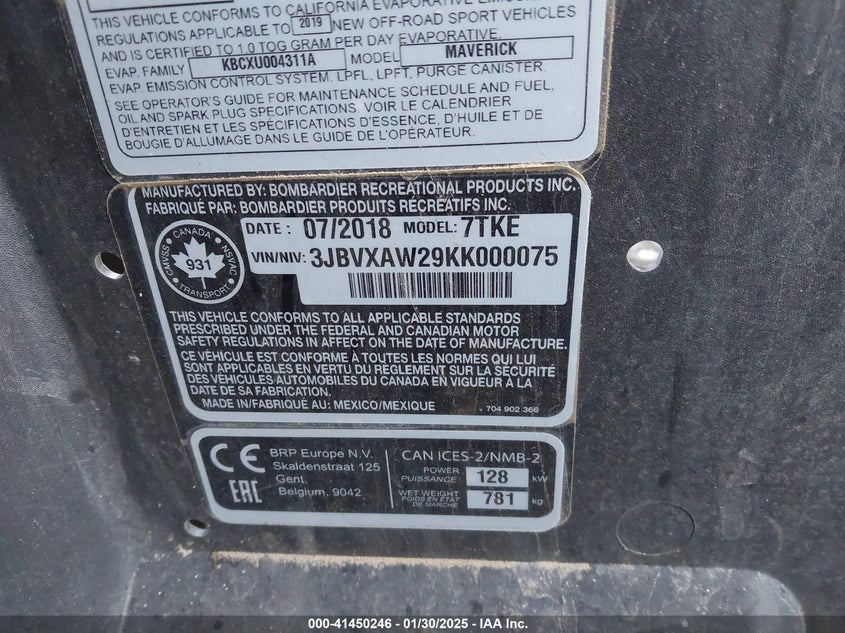 THIS VEHICLE CONFORMS TO CALIFORNIA EVAPORATIVE EMISSION
REGULATIONS APPLICABLE TO 2019 NEW OFF-ROAD SPORT VEHICLES
AND IS CERTIFIED TO 1.0 TOG GRAM PER DAY EVAPORATIVE.
EVAP. FAMILY KBCXU004311A MODEL MAVERICK
EVAP. EMISSION CONTROL SYSTEM. LPFL, LPFT, PURGE CANISTER
SEE OPERATOR'S GUIDE FOR MAINTENANCE SCHEDULE AND FUEL,
OIL AND SPARK PLUG SPECIFICATIONS, VOIR LE CALENDRIER
D'ENTRETIEN ET LES SPÉCIFICATIONS D'ESSENCE, D'HUILE ET DE
BOUGIE D'ALLUMAGE DANS LE GUIDE DE L'OPÉRATEUR.
MANUFACTURED BY: BOMBARDIER RECREATIONAL PRODUCTS INC.
FABRIQUÉ PAR: BOMBARDIER PRODUITS RÉCRÉATIFS INC.
DATE : 07/2018 MODEL: 7TKE
VIN/NIV: 3JBVXAW29KK000075
CANADA
CMVSS 931 NSVAC
TRANSPORT
THIS VEHICLE CONFORMS TO ALL APPLICABLE STANDARDS
PRESCRIBED UNDER THE FEDERAL AND CANADIAN MOTOR
SAFETY REGULATIONS IN AFFECT ON THE DATE OF MANUFACTURE.
CE VÉHICULE EST CONFORME À TOUTES LES NORMES QUI LUI
SONT APPLICABLES EN VERTU DU RÈGLEMENT SUR LA SÉCURITÉ
DES VÉHICULES AUTOMOBILES DU CANADA EN VIGUEUR À LA
DATE DE SA FABRICATION.
MADE IN/FABRIQUÉ AU: MEXICO/MEXIQUE 704 902 366
CE
EAC
BRP Europe N.V.
Skaldenstraat 125
Gent,
Belgium, 9042
CAN ICES-2/NMB-2
POWER
PUISSANCE 128 kW
WET WEIGHT
POIDS EN ÉTAT
DE MARCHE 781 kg
000-41450246 - 01/30/2025 - IAA Inc.